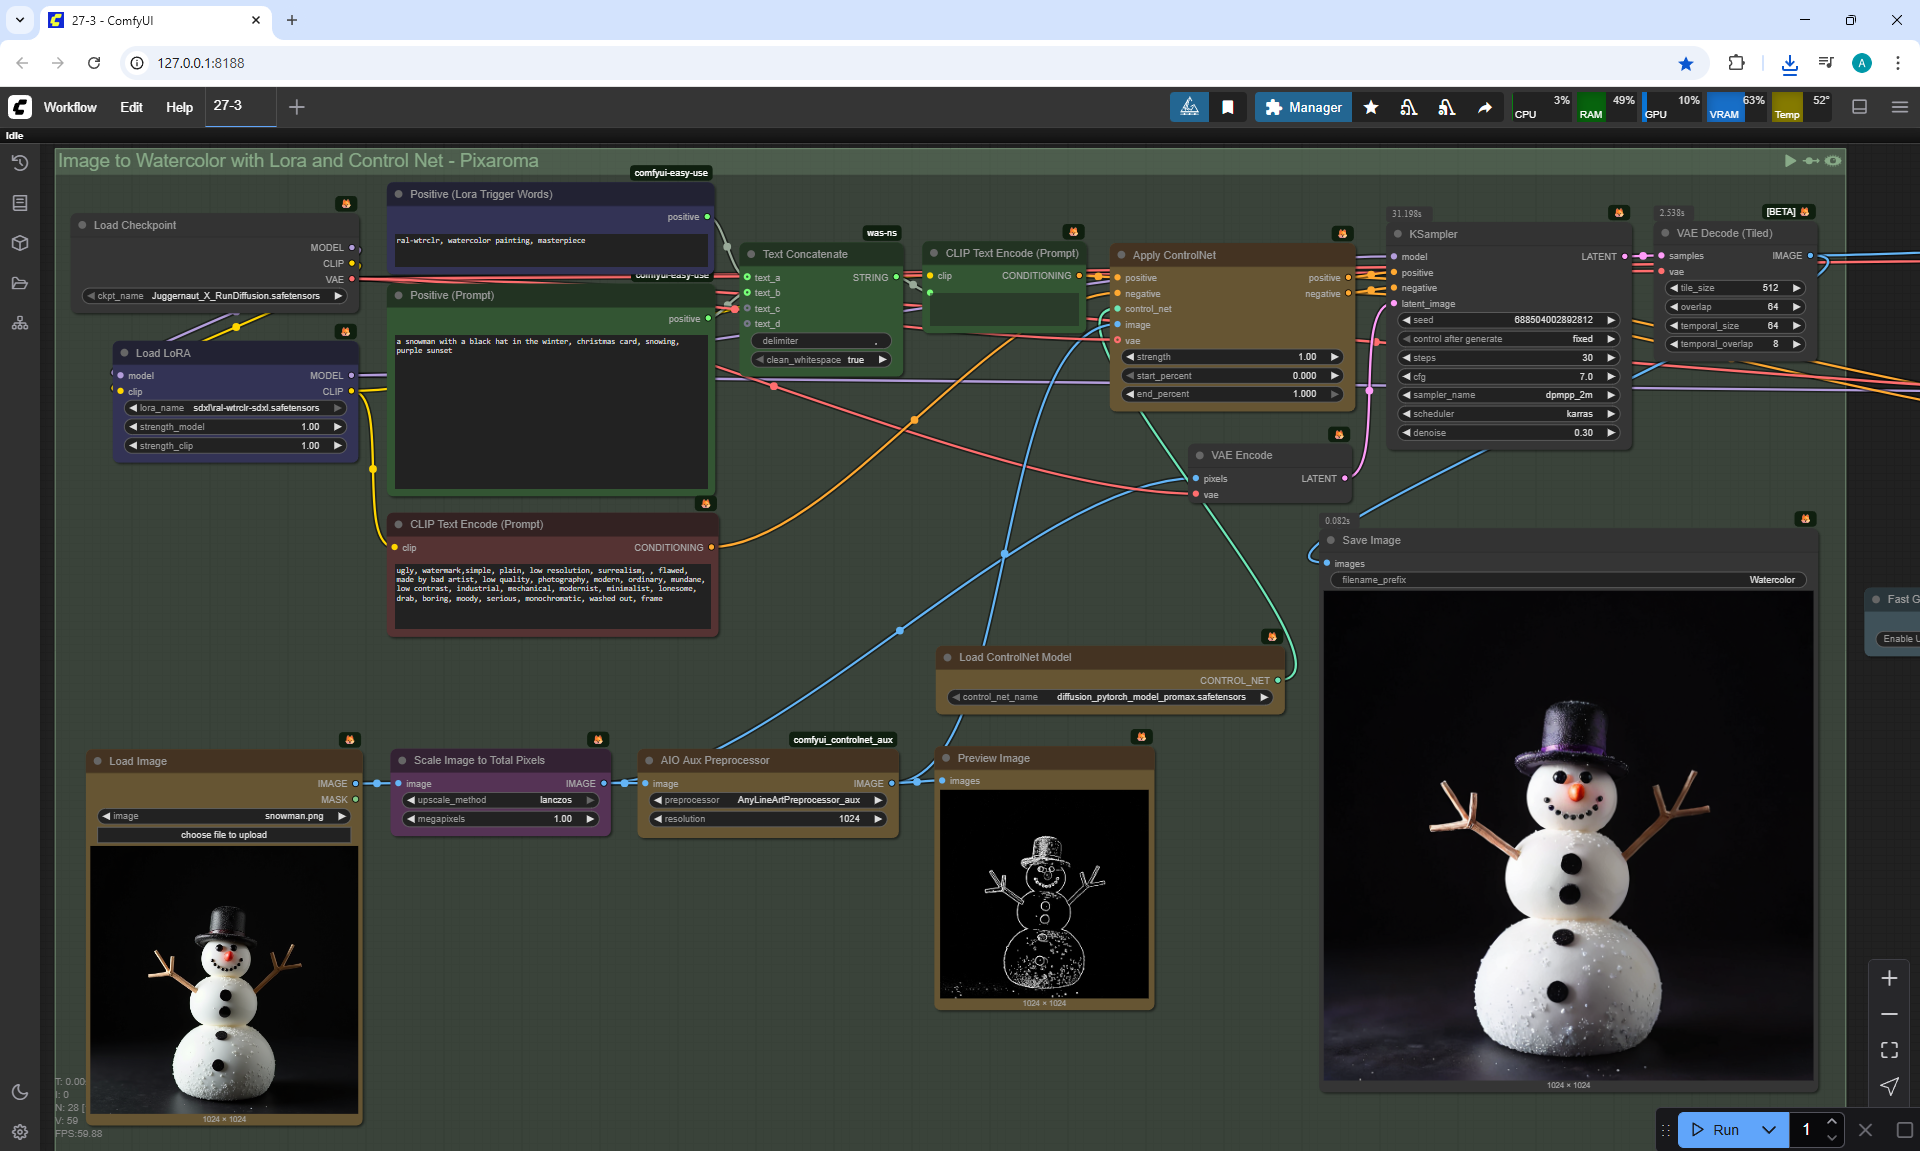 27-3 - ComfyUI
127.0.0.1:8188
A
Workflow
Edit
Help
27-3
Manager
CPU 3%
RAM 49%
GPU 10%
VRAM 63%
Temp 52°
Idle
Image to Watercolor with Lora and Control Net - Pixaroma
Load Checkpoint
MODEL
CLIP
VAE
ckpt_name Juggernaut_X_RunDiffusion.safetensors
Load LoRA
model MODEL
clip CLIP
lora_name sdxl\ral-wtrclr-sdxl.safetensors
strength_model 1.00
strength_clip 1.00
comfyui-easy-use
Positive (Lora Trigger Words)
positive
ral-wtrclr, watercolor painting, masterpiece
comfyui-easy-use
Positive (Prompt)
positive
a snowman with a black hat in the winter, christmas card, snowing,
purple sunset
CLIP Text Encode (Prompt)
clip CONDITIONING
ugly, watermark,simple, plain, low resolution, surrealism, , flawed,
made by bad artist, low quality, photography, modern, ordinary, mundane,
low contrast, industrial, mechanical, modernist, minimalist, lonesome,
drab, boring, moody, serious, monochromatic, washed out, frame
was-ns
Text Concatenate
text_a STRING
text_b
text_c
text_d
delimiter ,
clean_whitespace true
CLIP Text Encode (Prompt)
clip CONDITIONING
Apply ControlNet
positive positive
negative negative
control_net
image
vae
strength 1.00
start_percent 0.000
end_percent 1.000
31.198s
KSampler
model LATENT
positive
negative
latent_image
seed 688504002892812
control after generate fixed
steps 30
cfg 7.0
sampler_name dpmpp_2m
scheduler karras
denoise 0.30
2.538s
[BETA]
VAE Decode (Tiled)
samples IMAGE
vae
tile_size 512
overlap 64
temporal_size 64
temporal_overlap 8
VAE Encode
pixels LATENT
vae
0.082s
Save Image
images
filename_prefix Watercolor
1024 × 1024
Fast G
Enable U
Load ControlNet Model
CONTROL_NET
control_net_name diffusion_pytorch_model_promax.safetensors
Load Image
IMAGE
MASK
image snowman.png
choose file to upload
1024 × 1024
Scale Image to Total Pixels
image IMAGE
upscale_method lanczos
megapixels 1.00
comfyui_controlnet_aux
AIO Aux Preprocessor
image IMAGE
preprocessor AnyLineArtPreprocessor_aux
resolution 1024
Preview Image
images
1024 × 1024
T: 0.00
I: 0
N: 28 [
V: 59
FPS:59.88
Run
1